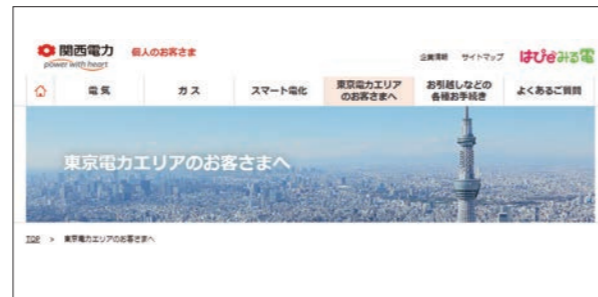 関西電力
power with heart
個人のお客さま
企業情報 サイトマップ
はぴeみる電
電気 ガス スマート電化 東京電力エリア
のお客さまへ お引越しなどの
各種お手続き よくあるご質問
東京電力エリアのお客さまへ
TOP > 東京電力エリアのお客さまへ